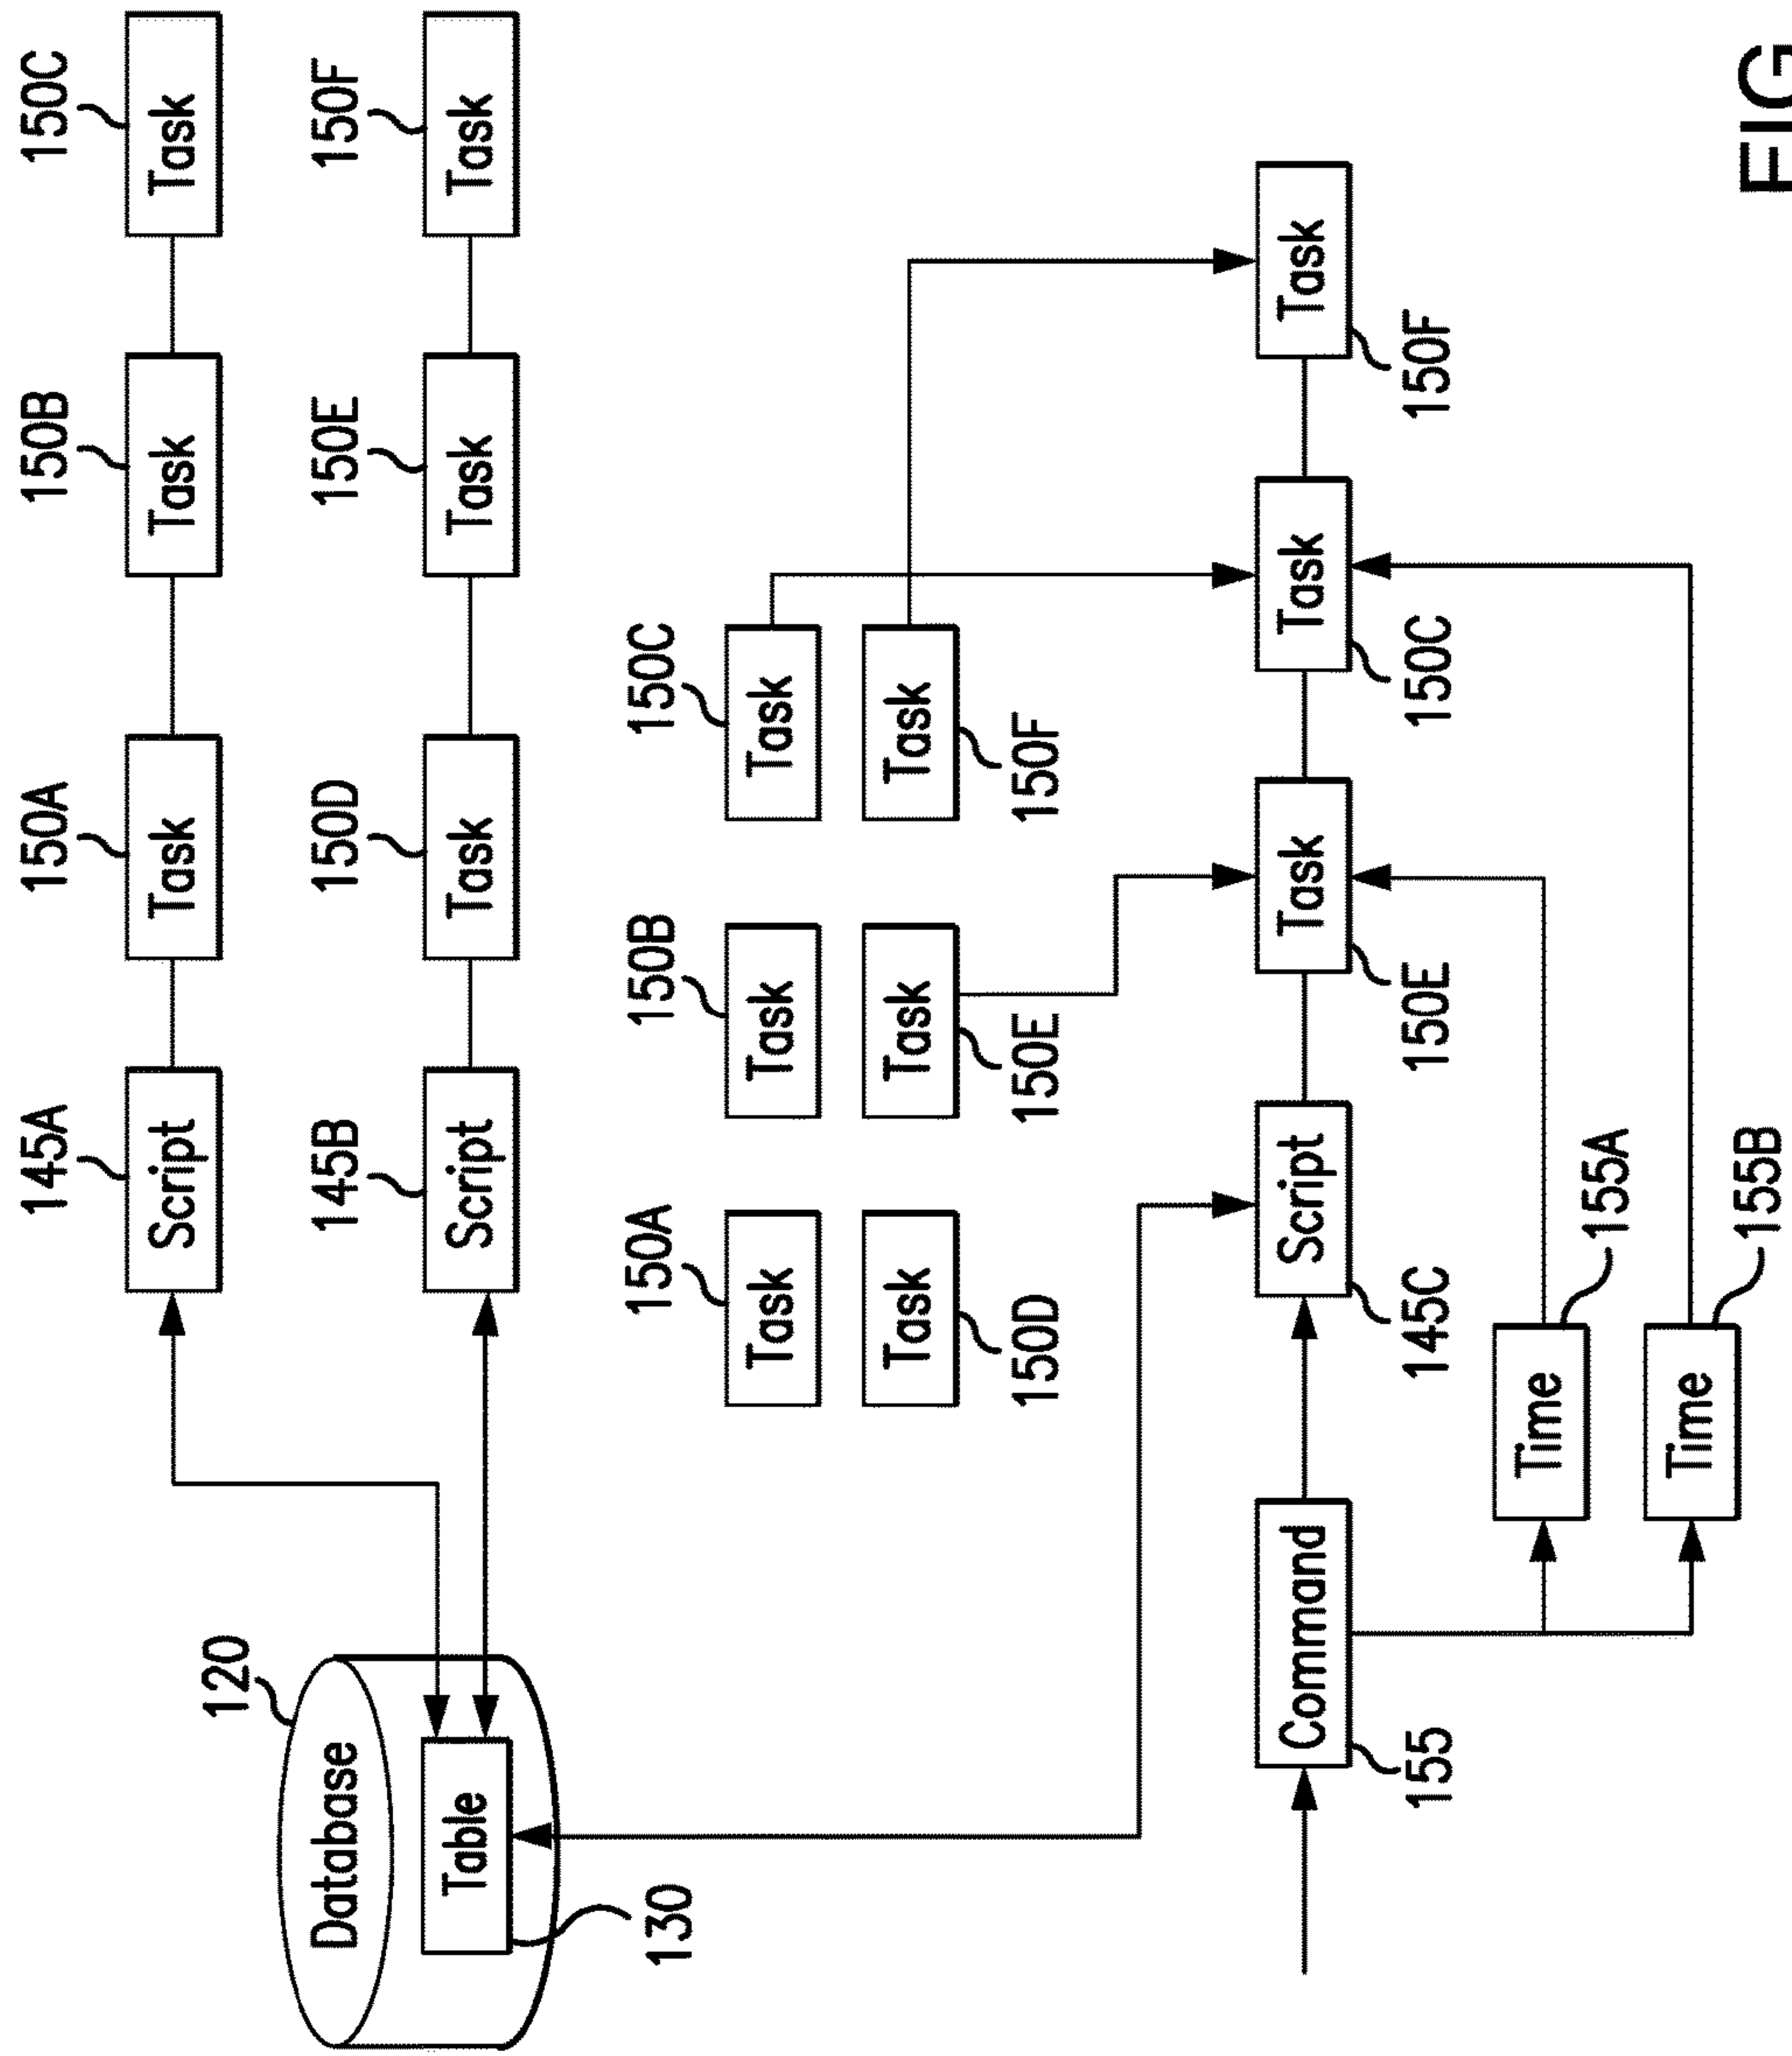 145A 150A 150B 150C
Script Task Task Task
120
Database 145B 150D 150E 150F
Table Script Task Task Task
130 150A 150B 150C
Task Task Task
Task Task Task
150D 150E 150F
Command Script Task Task Task
155 145C 150E 150C 150F
Time
155A
Time
155B
FIG